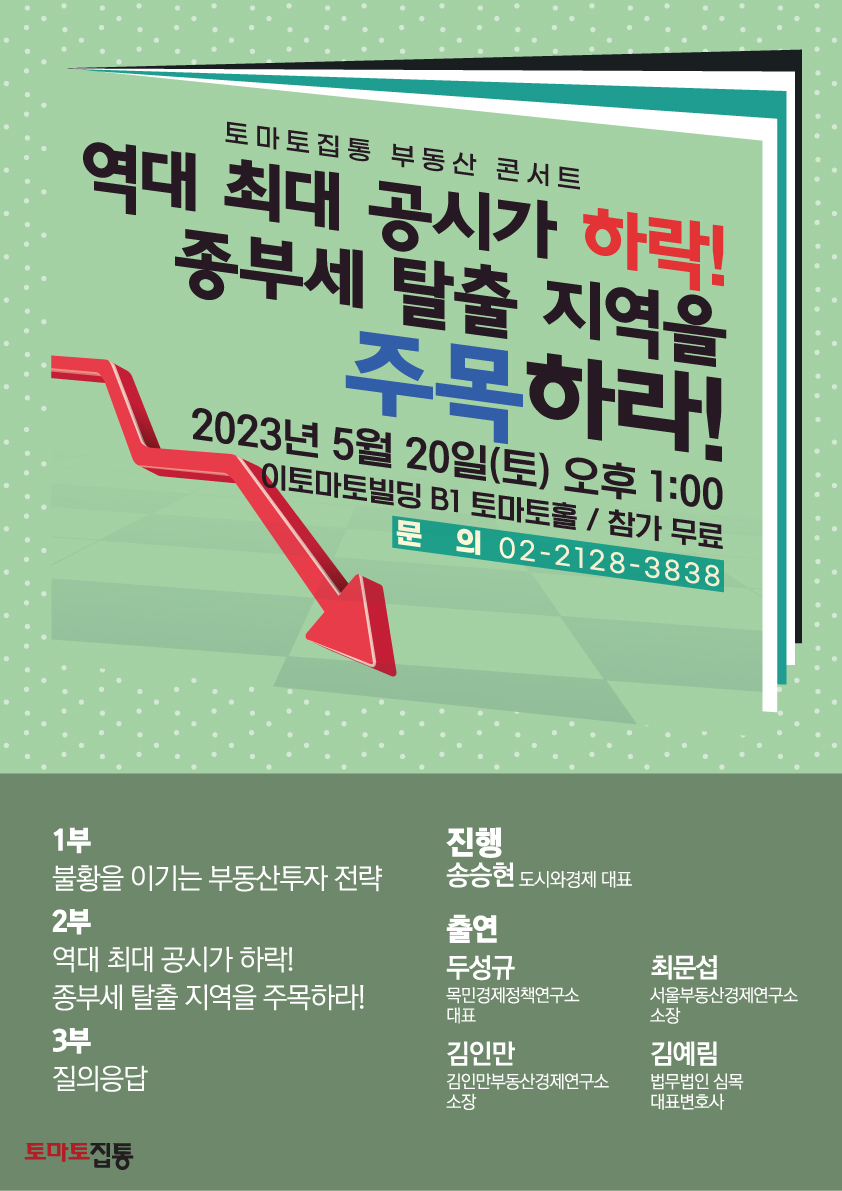 토마토집통 부동산 콘서트
역대 최대 공시가 하락!
종부세 탈출 지역을
주목하라!
2023년 5월 20일(토) 오후 1:00
이토마토빌딩 B1 토마토홀 / 참가 무료
문 의 02-2128-3838
1부
불황을 이기는 부동산투자 전략
2부
역대 최대 공시가 하락!
종부세 탈출 지역을 주목하라!
3부
질의응답
진행
송승현 도시와경제 대표
출연
두성규
목민경제정책연구소
대표
최문섭
서울부동산경제연구소
소장
김인만
김인만부동산경제연구소
소장
김예림
법무법인 심목
대표변호사
토마토집통